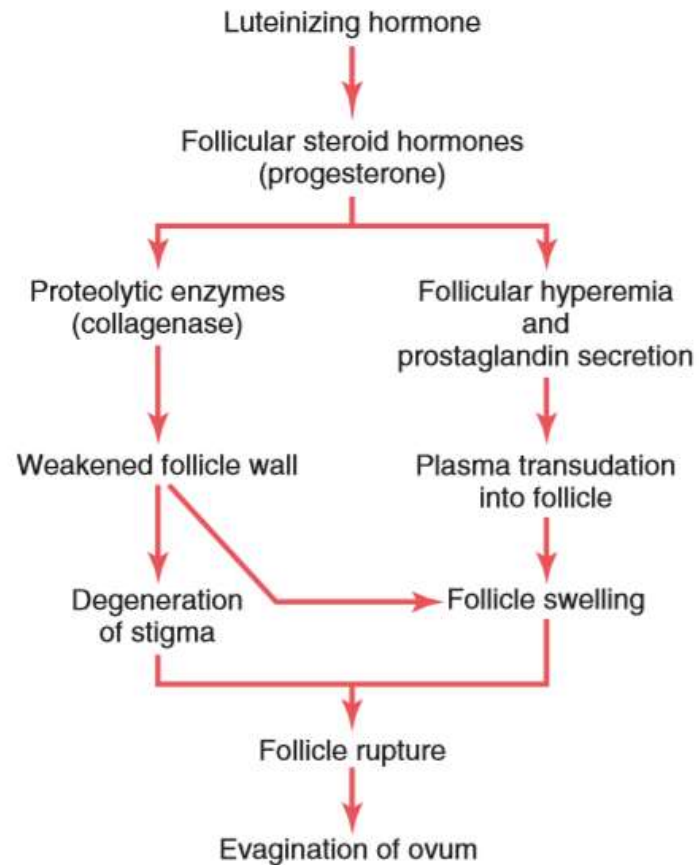 Luteinizing hormone
Follicular steroid hormones
(progesterone)
Proteolytic enzymes
(collagenase)
Follicular hyperemia
and
prostaglandin secretion
Weakened follicle wall
Plasma transudation
into follicle
Degeneration
of stigma
Follicle swelling
Follicle rupture
Evagination of ovum